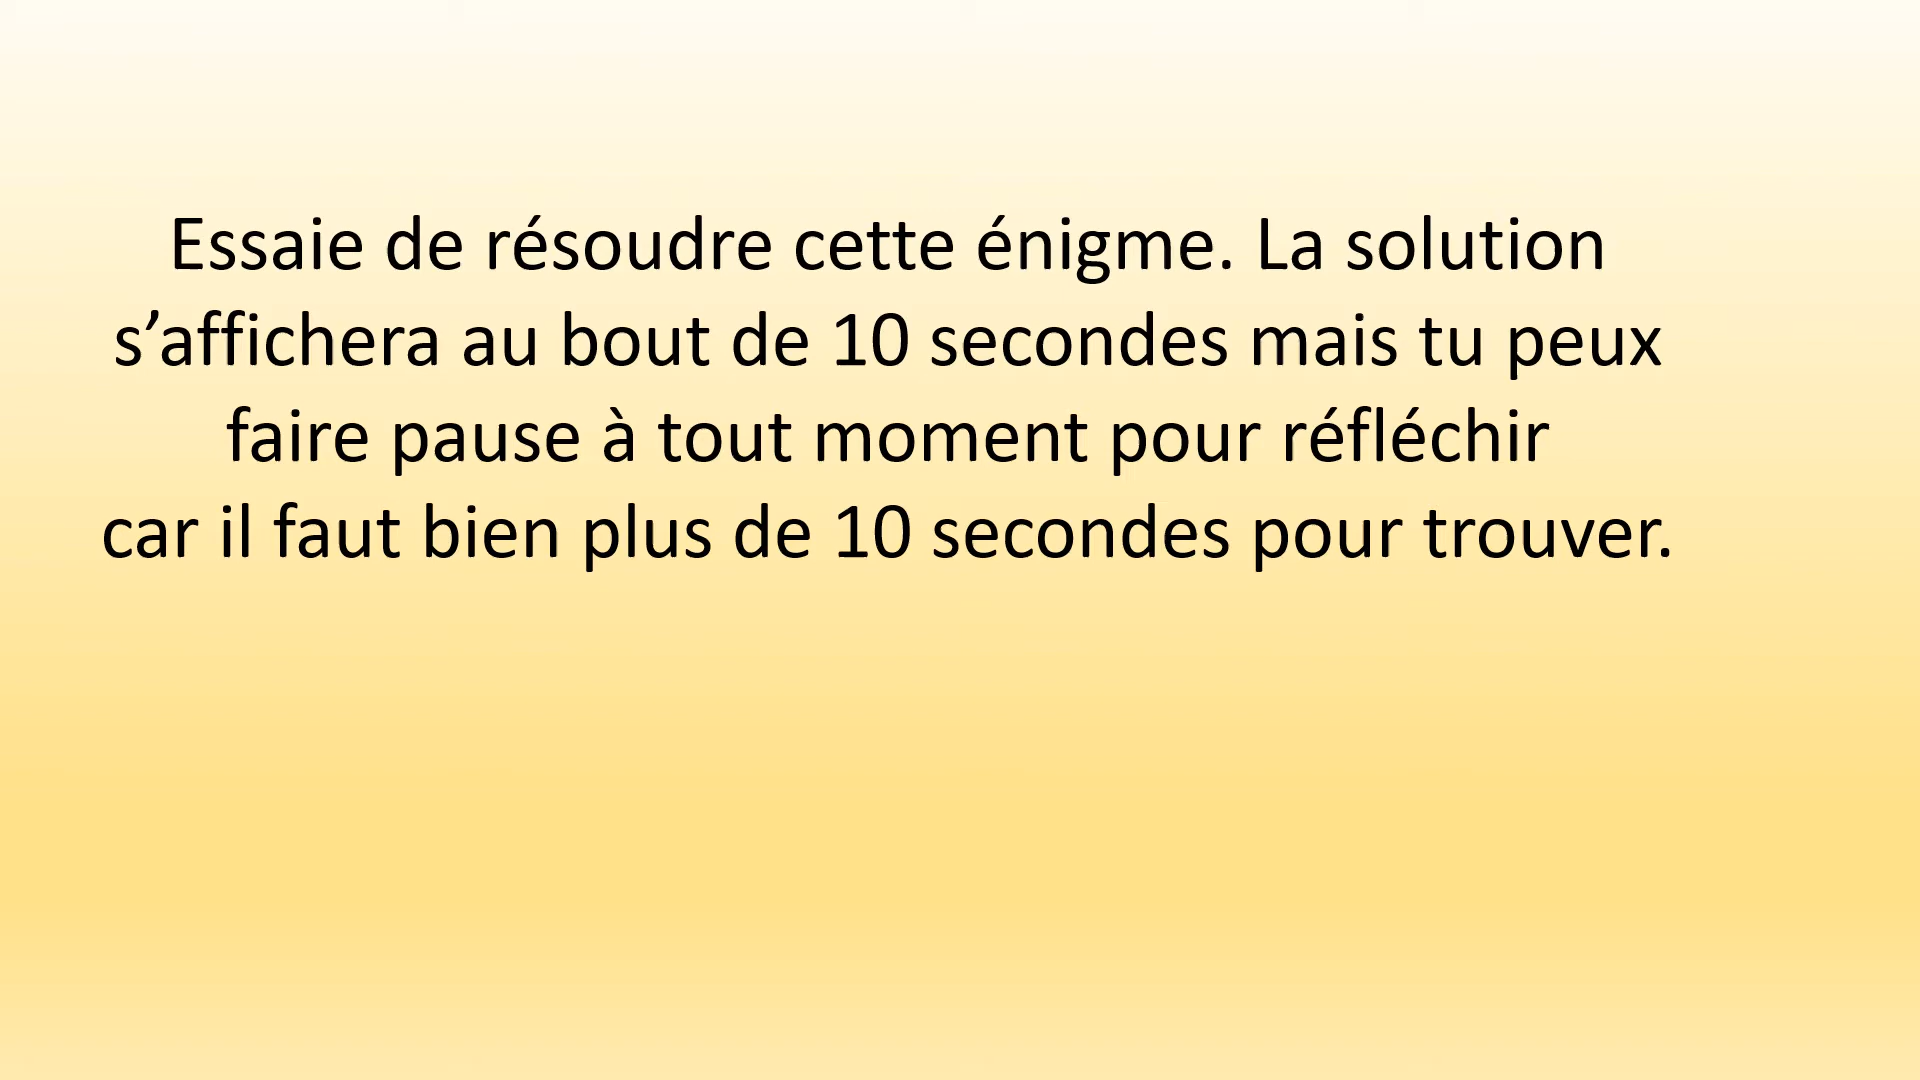 Essaie de résoudre cette énigme. La solution
s’affichera au bout de 10 secondes mais tu peux
faire pause à tout moment pour réfléchir
car il faut bien plus de 10 secondes pour trouver.